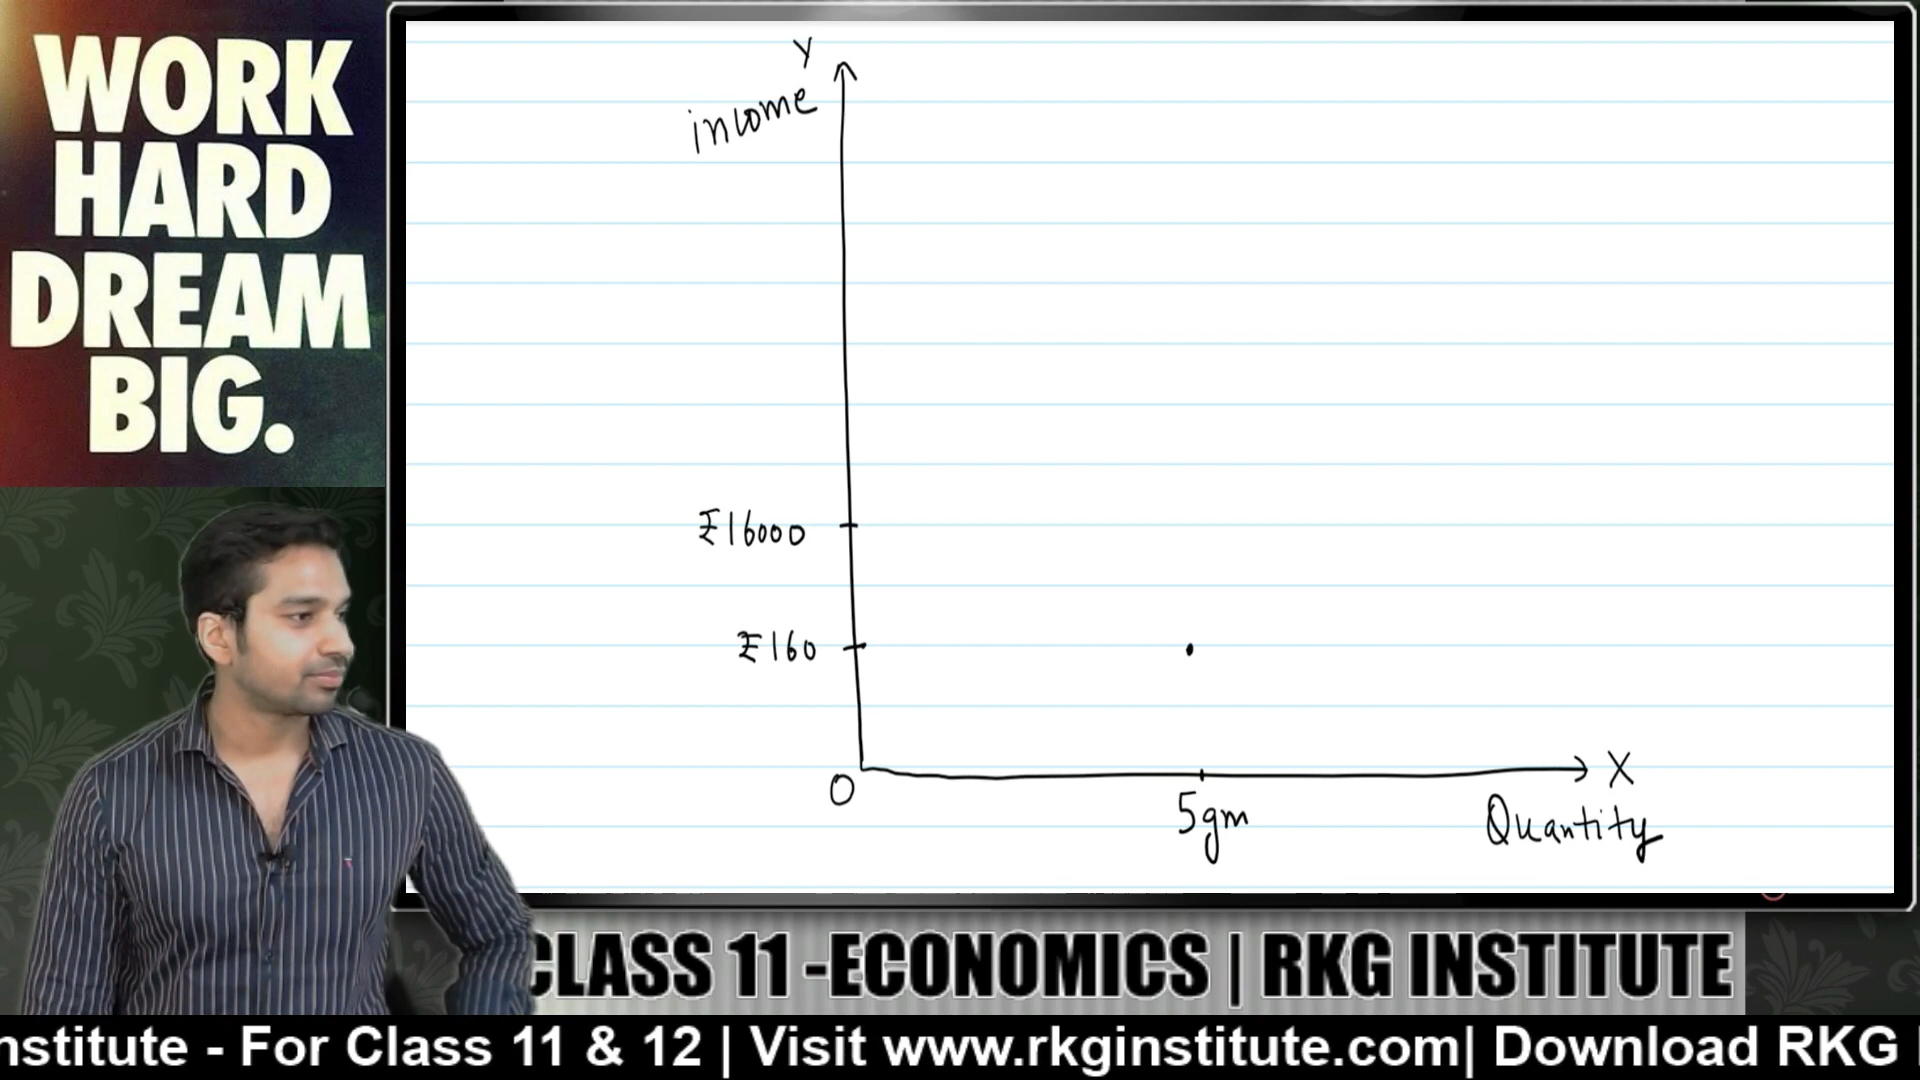 WORK
HARD
DREAM
BIG.
Y
income
₹16000
₹160
O
5gm
X
Quantity
CLASS 11 -ECONOMICS | RKG INSTITUTE
nstitute - For Class 11 & 12 | Visit www.rkginstitute.com| Download RKG